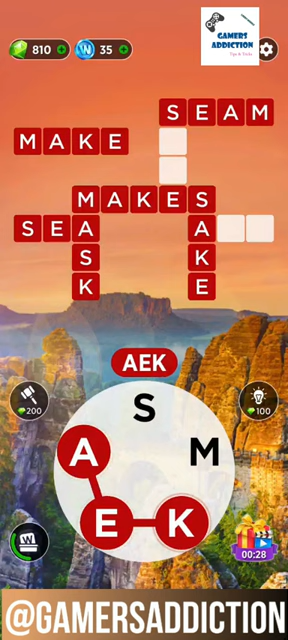 810
W 35
GAMERS
ADDICTION
Tips & Tricks
SEAM
MAKE
MAKES
SEA
SAKE
MASK
AEK
S
A
M
E
K
200
100
W
00:28
@GAMERSADDICTION